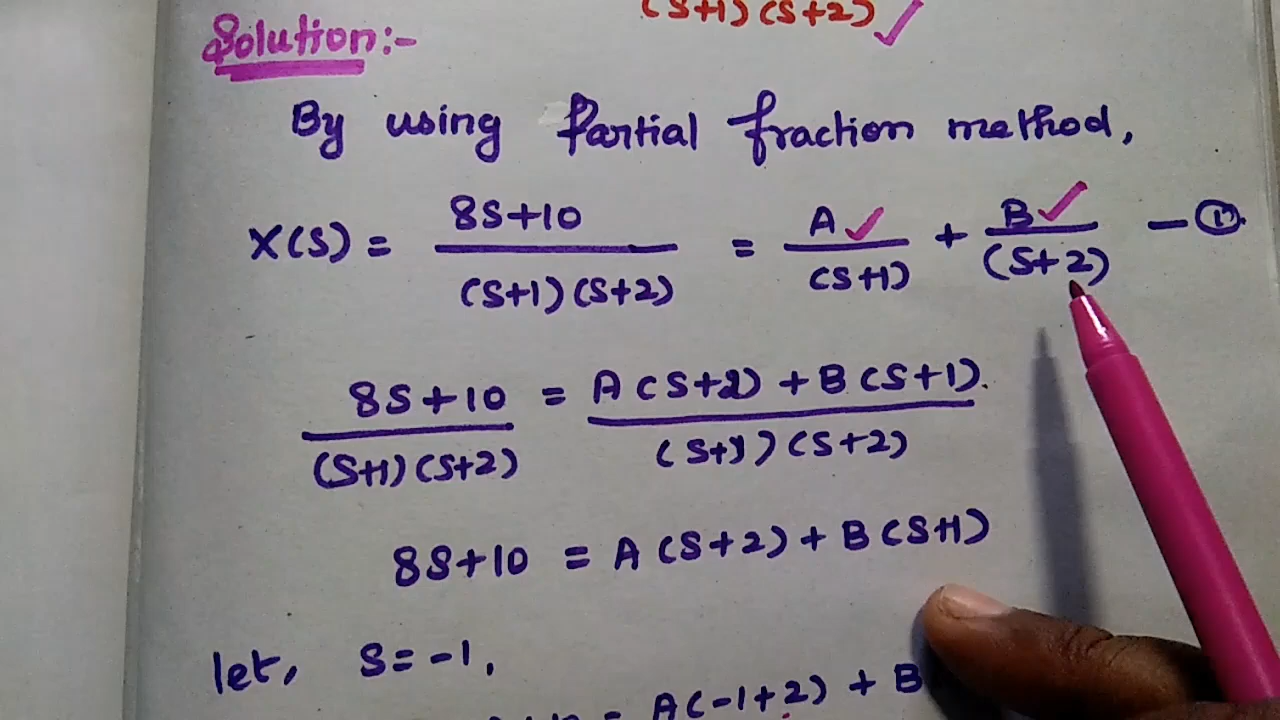 (S+1)(S+2) ✓
Solution:-
By using Partial fraction method,
X(S) = 8S+10 / (S+1)(S+2) = A ✓ / (S+1) + B ✓ / (S+2) — ①.
8S+10 / (S+1)(S+2) = A(S+2) + B(S+1). / (S+1)(S+2)
8S+10 = A(S+2) + B(S+1)
let, S = -1,
= A(-1+2) + B